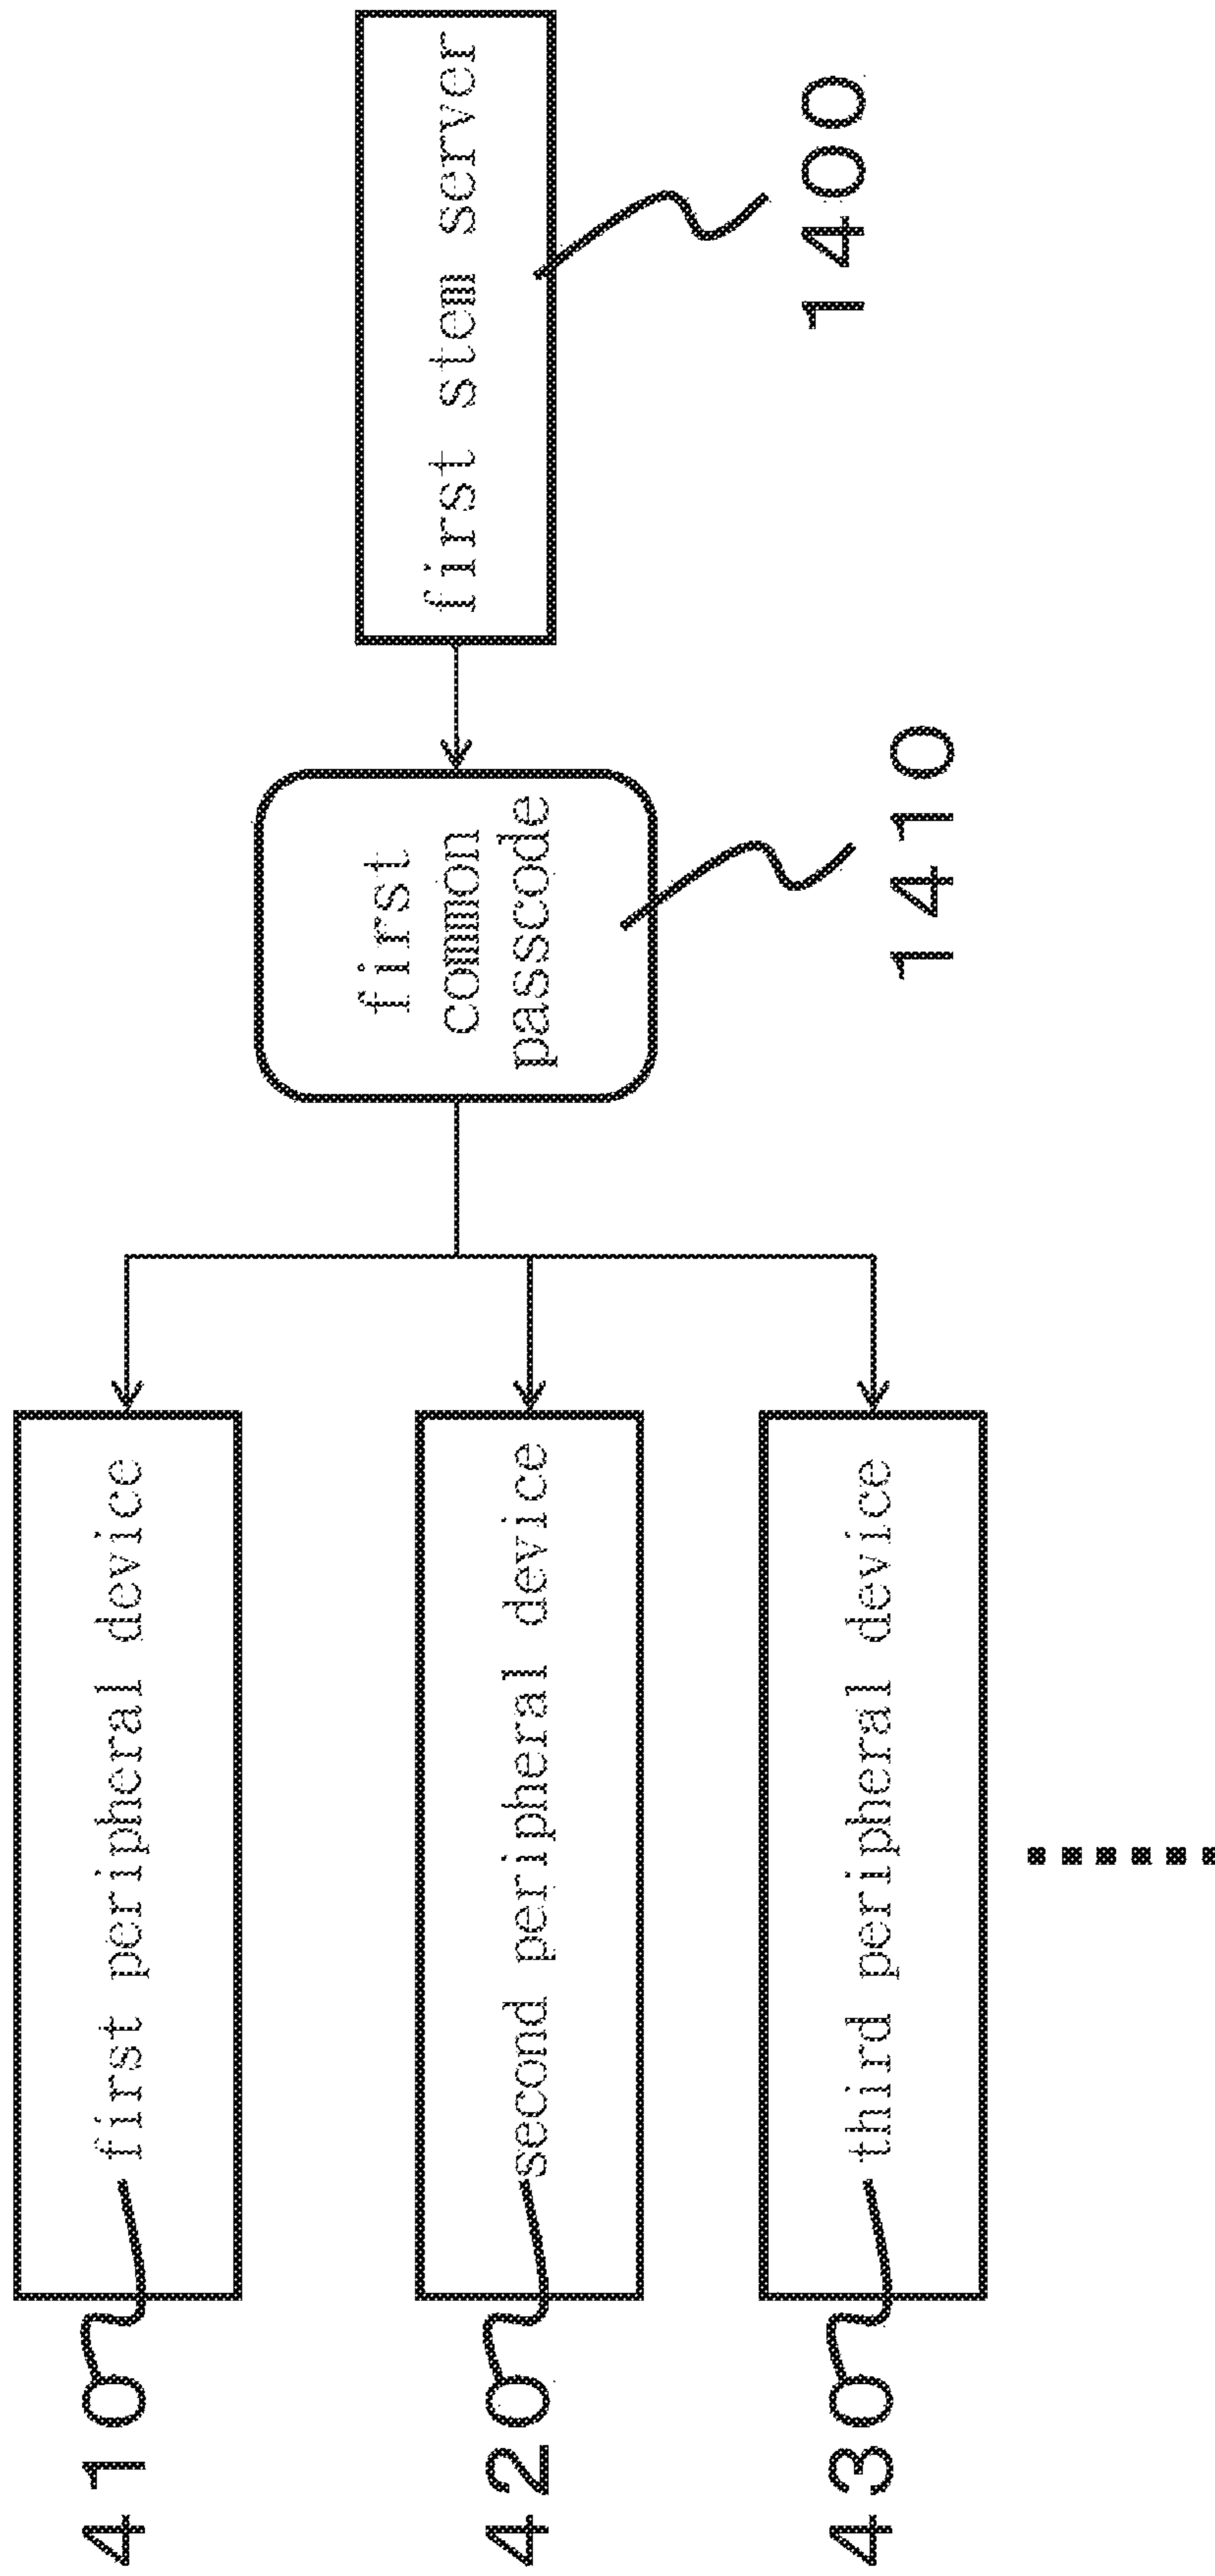 410
first peripheral device
420
second peripheral device
430
third peripheral device
first
common
passcode
1410
first stem server
1400